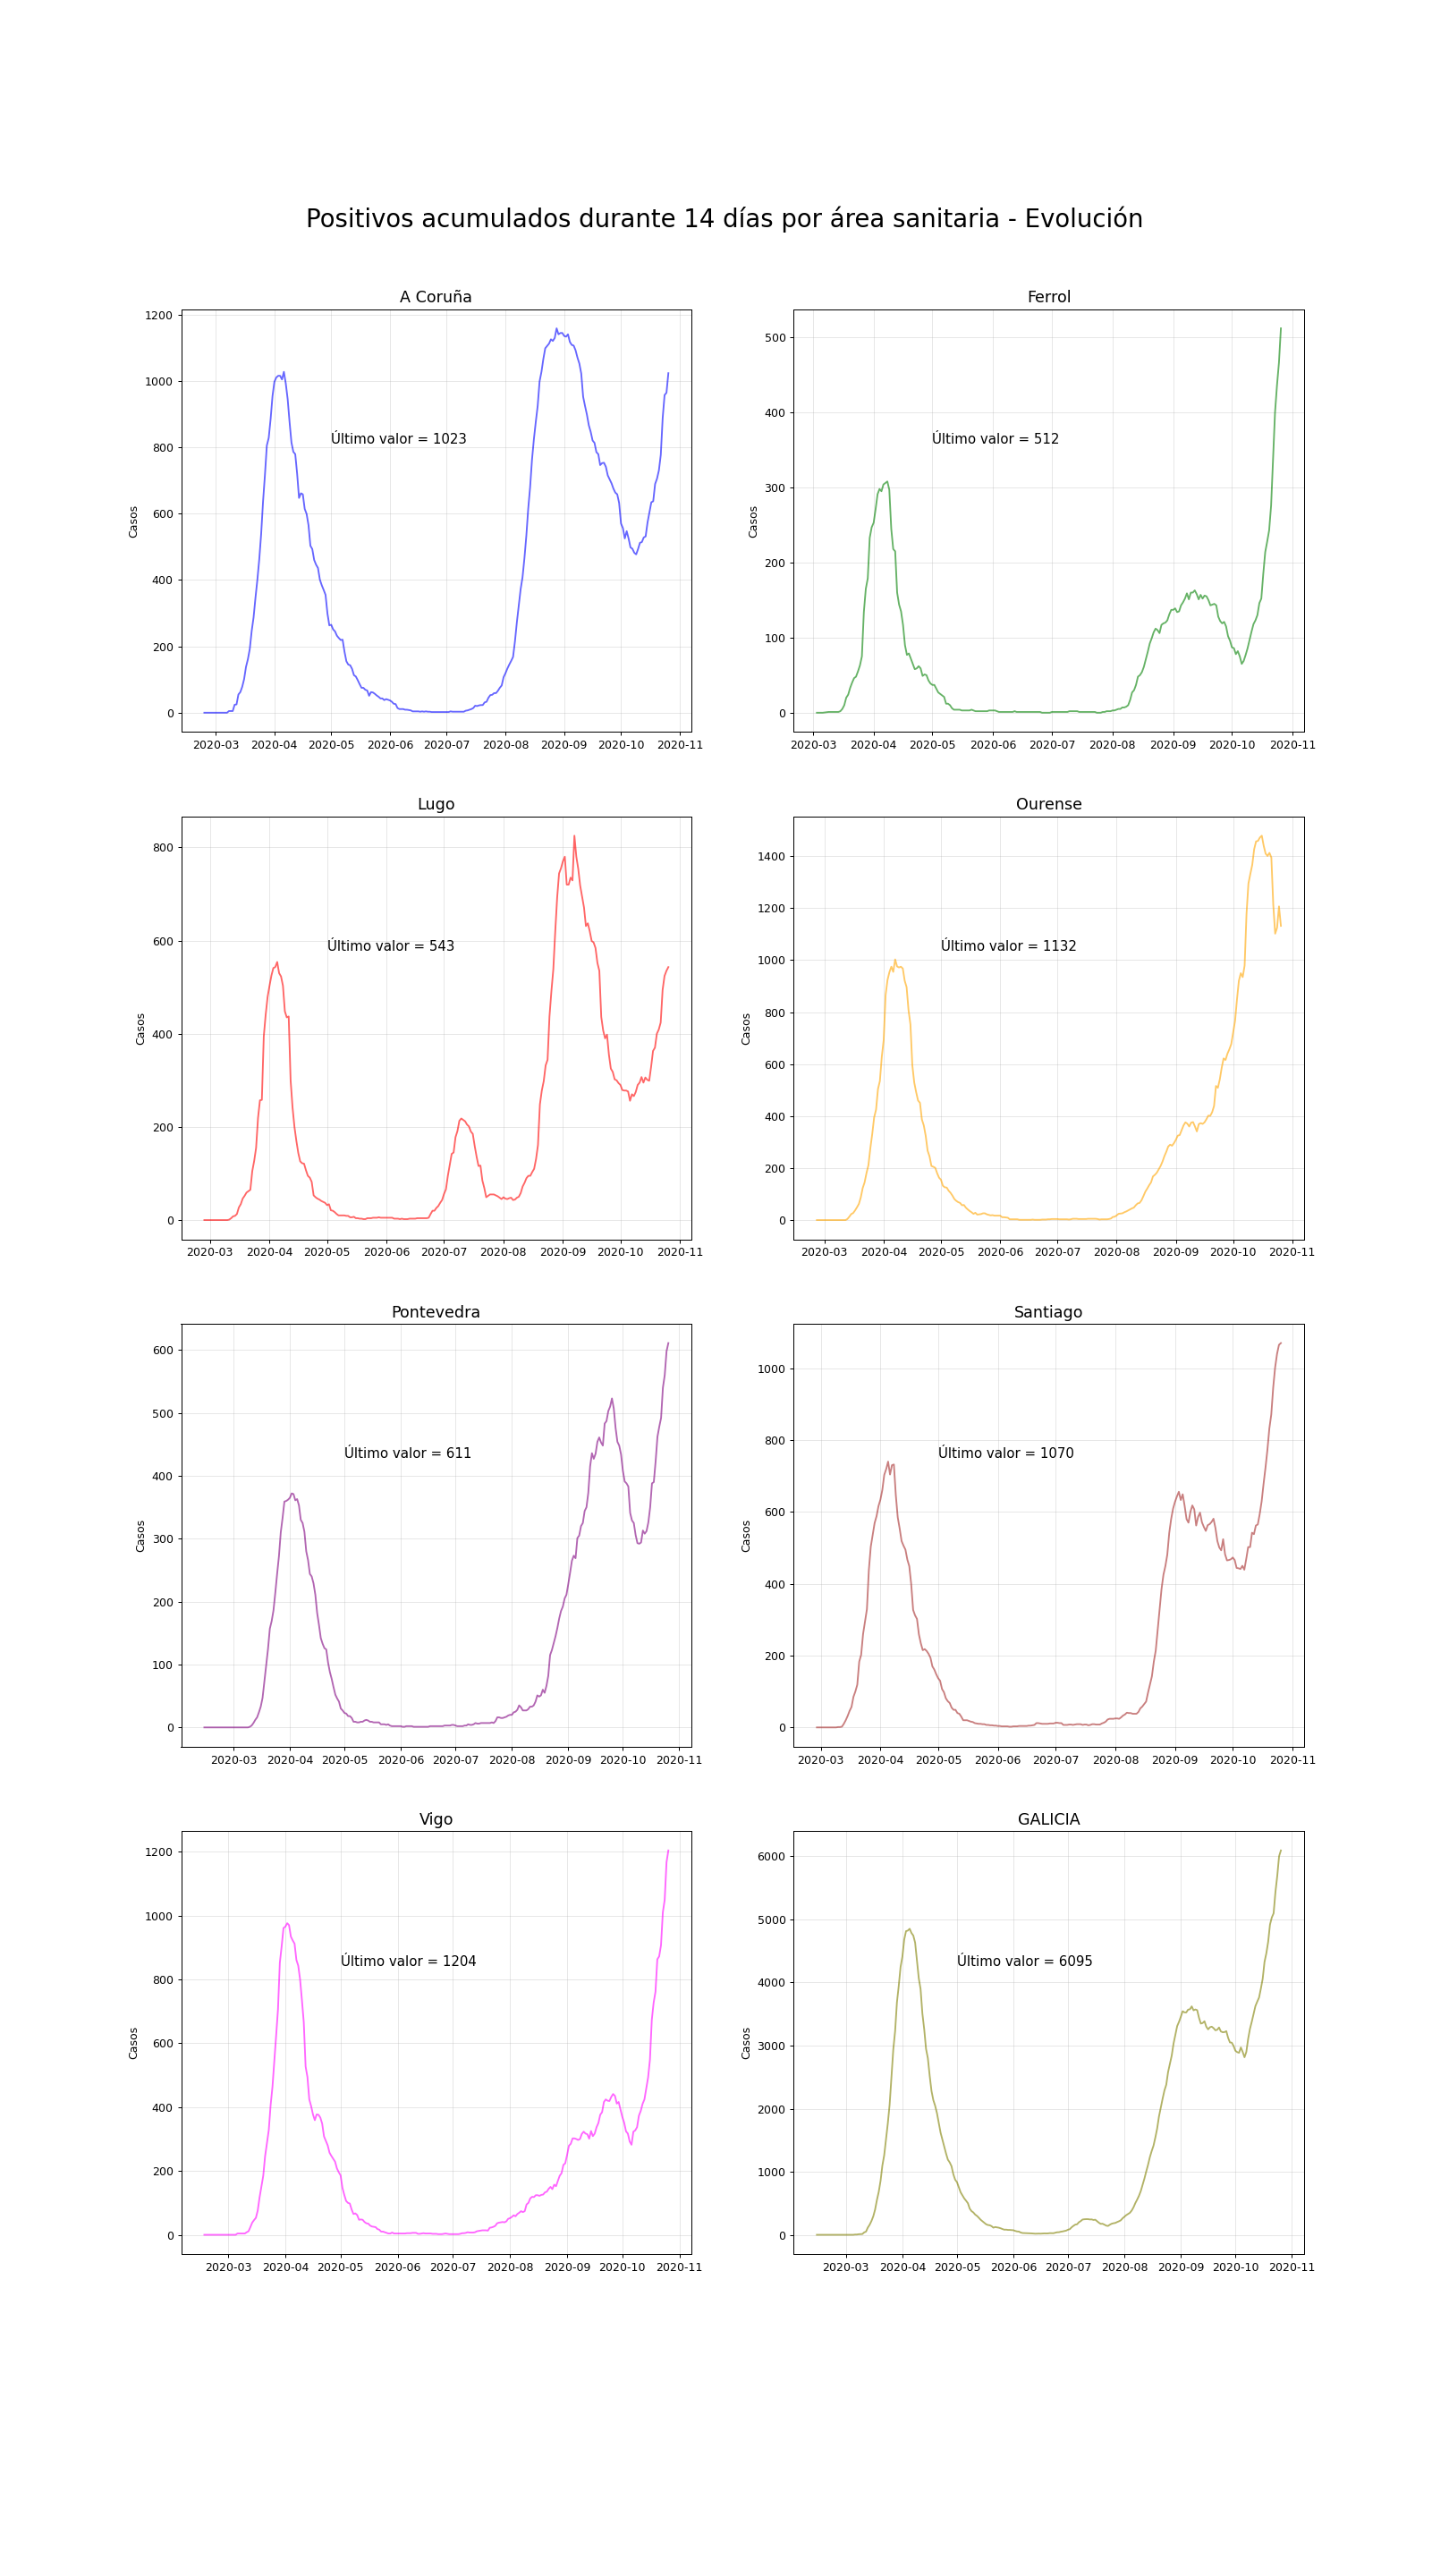 Positivos acumulados durante 14 días por área sanitaria - Evolución
A Coruña
Casos
1200
1000
800
600
400
200
0
Último valor = 1023
2020-03 2020-04 2020-05 2020-06 2020-07 2020-08 2020-09 2020-10 2020-11
Ferrol
Casos
500
400
300
200
100
0
Último valor = 512
2020-03 2020-04 2020-05 2020-06 2020-07 2020-08 2020-09 2020-10 2020-11
Lugo
Casos
800
600
400
200
0
Último valor = 543
2020-03 2020-04 2020-05 2020-06 2020-07 2020-08 2020-09 2020-10 2020-11
Ourense
Casos
1400
1200
1000
800
600
400
200
0
Último valor = 1132
2020-03 2020-04 2020-05 2020-06 2020-07 2020-08 2020-09 2020-10 2020-11
Pontevedra
Casos
600
500
400
300
200
100
0
Último valor = 611
2020-03 2020-04 2020-05 2020-06 2020-07 2020-08 2020-09 2020-10 2020-11
Santiago
Casos
1000
800
600
400
200
0
Último valor = 1070
2020-03 2020-04 2020-05 2020-06 2020-07 2020-08 2020-09 2020-10 2020-11
Vigo
Casos
1200
1000
800
600
400
200
0
Último valor = 1204
2020-03 2020-04 2020-05 2020-06 2020-07 2020-08 2020-09 2020-10 2020-11
GALICIA
Casos
6000
5000
4000
3000
2000
1000
0
Último valor = 6095
2020-03 2020-04 2020-05 2020-06 2020-07 2020-08 2020-09 2020-10 2020-11